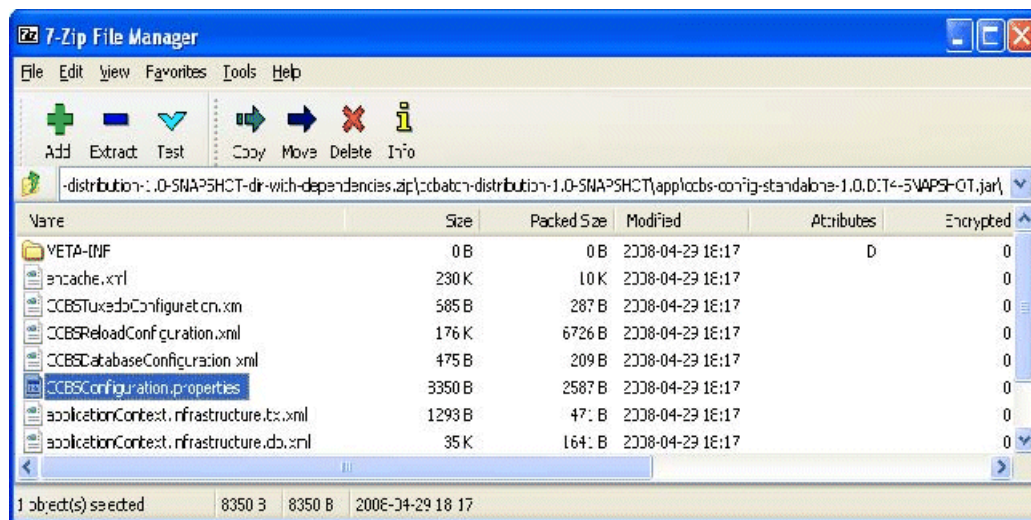 7-Zip File Manager
File Edit View Favorites Tools Help
Add Extract Test Copy Move Delete Info
-distribution-1.0-SNAPSHOT-dir-with-dependencies.zip\ccbatch-distribution-1.0-SNAPSHOT\app\ccbs-config-standalone-1.0.DIT4-SNAPSHOT.jar\
Name Size Packed Size Modified Attributes Encrypted
META-INF 0 B 0 B 2008-04-29 18:17 D 0
ehcache.xml 230 K 10 K 2008-04-29 18:17 0
CCBSTuxedoConfiguration.xml 685 B 287 B 2008-04-29 18:17 0
CCBSReloadConfiguration.xml 176 K 6726 B 2008-04-29 18:17 0
CCBSDatabaseConfiguration.xml 475 B 209 B 2008-04-29 18:17 0
CCBSConfiguration.properties 8350 B 2587 B 2008-04-29 18:17 0
applicationContext.infrastructure.tx.xml 1293 B 471 B 2008-04-29 18:17 0
applicationContext.infrastructure.db.xml 35 K 1641 B 2008-04-29 18:17 0
1 object(s) selected 8350 B 8350 B 2008-04-29 18:17